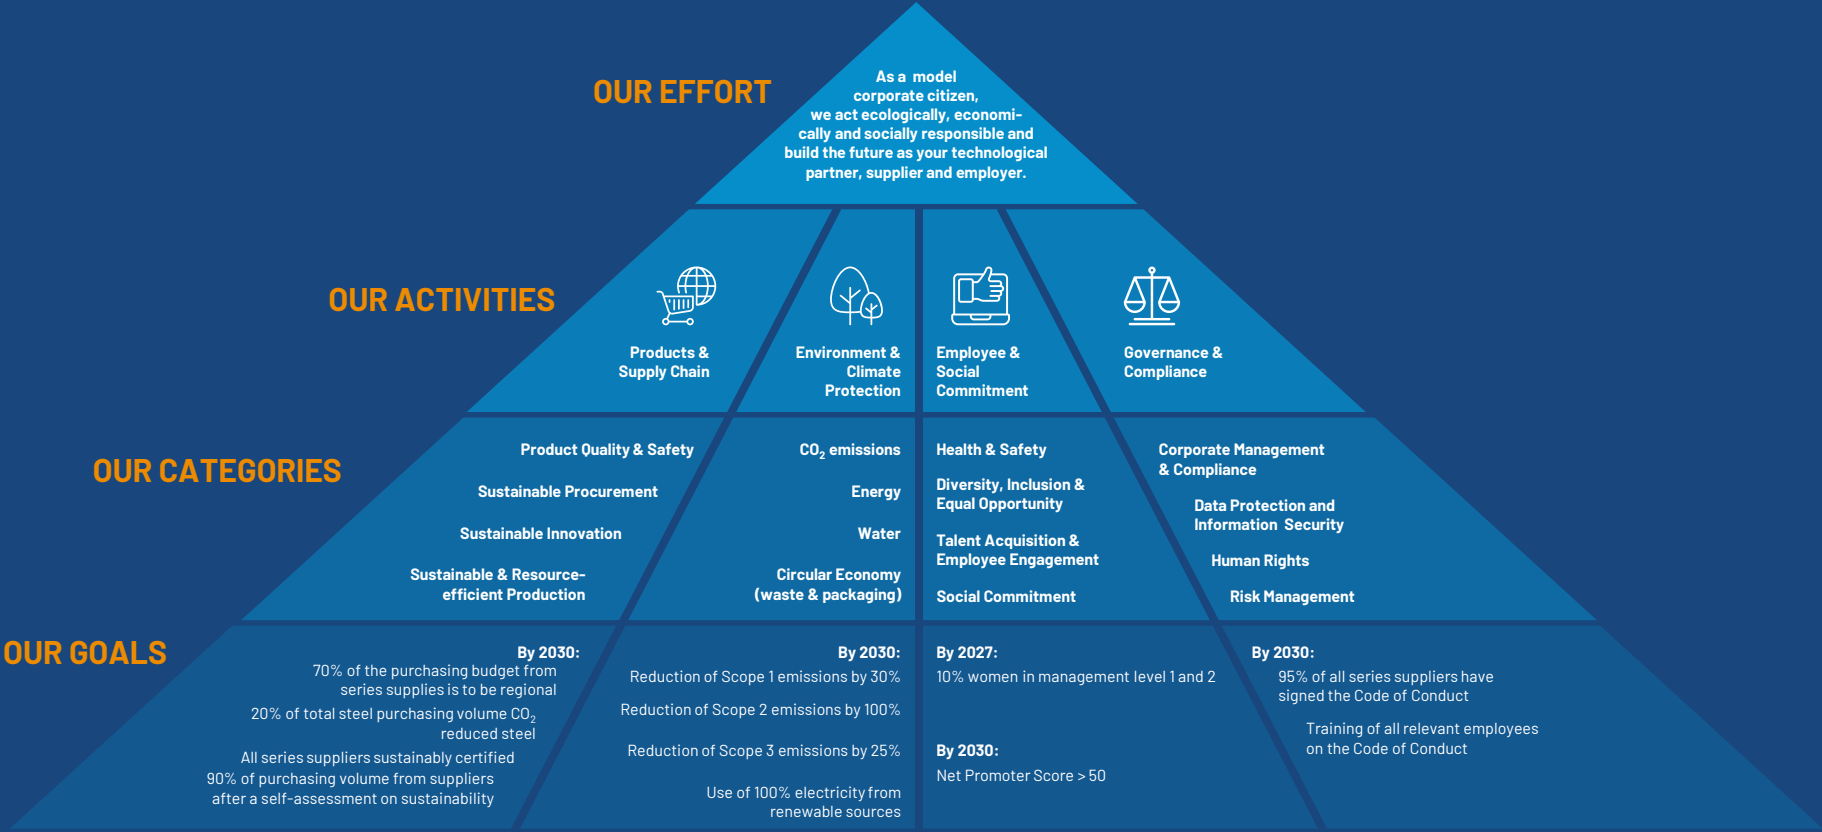 OUR EFFORT
As a model
corporate citizen,
we act ecologically, economi-
cally and socially responsible and
build the future as your technological
partner, supplier and employer.
OUR ACTIVITIES
Products &
Supply Chain
Environment &
Climate
Protection
Employee &
Social
Commitment
Governance &
Compliance
OUR CATEGORIES
Product Quality & Safety
Sustainable Procurement
Sustainable Innovation
Sustainable & Resource-
efficient Production
CO₂ emissions
Energy
Water
Circular Economy
(waste & packaging)
Health & Safety
Diversity, Inclusion &
Equal Opportunity
Talent Acquisition &
Employee Engagement
Social Commitment
Corporate Management
& Compliance
Data Protection and
Information Security
Human Rights
Risk Management
OUR GOALS
By 2030:
70% of the purchasing budget from
series supplies is to be regional
20% of total steel purchasing volume CO₂
reduced steel
All series suppliers sustainably certified
90% of purchasing volume from suppliers
after a self-assessment on sustainability
By 2030:
Reduction of Scope 1 emissions by 30%
Reduction of Scope 2 emissions by 100%
Reduction of Scope 3 emissions by 25%
Use of 100% electricity from
renewable sources
By 2027:
10% women in management level 1 and 2
By 2030:
Net Promoter Score > 50
By 2030:
95% of all series suppliers have
signed the Code of Conduct
Training of all relevant employees
on the Code of Conduct